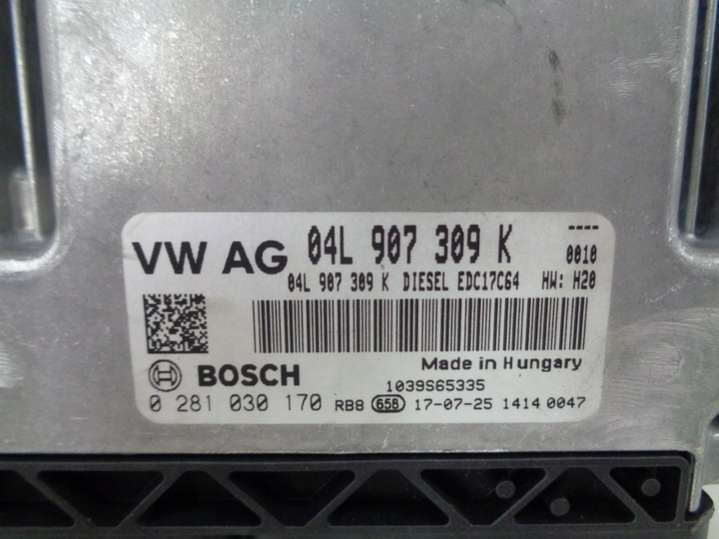 VW AG 04L 907 309 K ----
0010
04L 907 309 K DIESEL EDC17C64 HW: H20
Made in Hungary
BOSCH 1039S65335
0 281 030 170 RB8 658 17-07-25 1414 0047